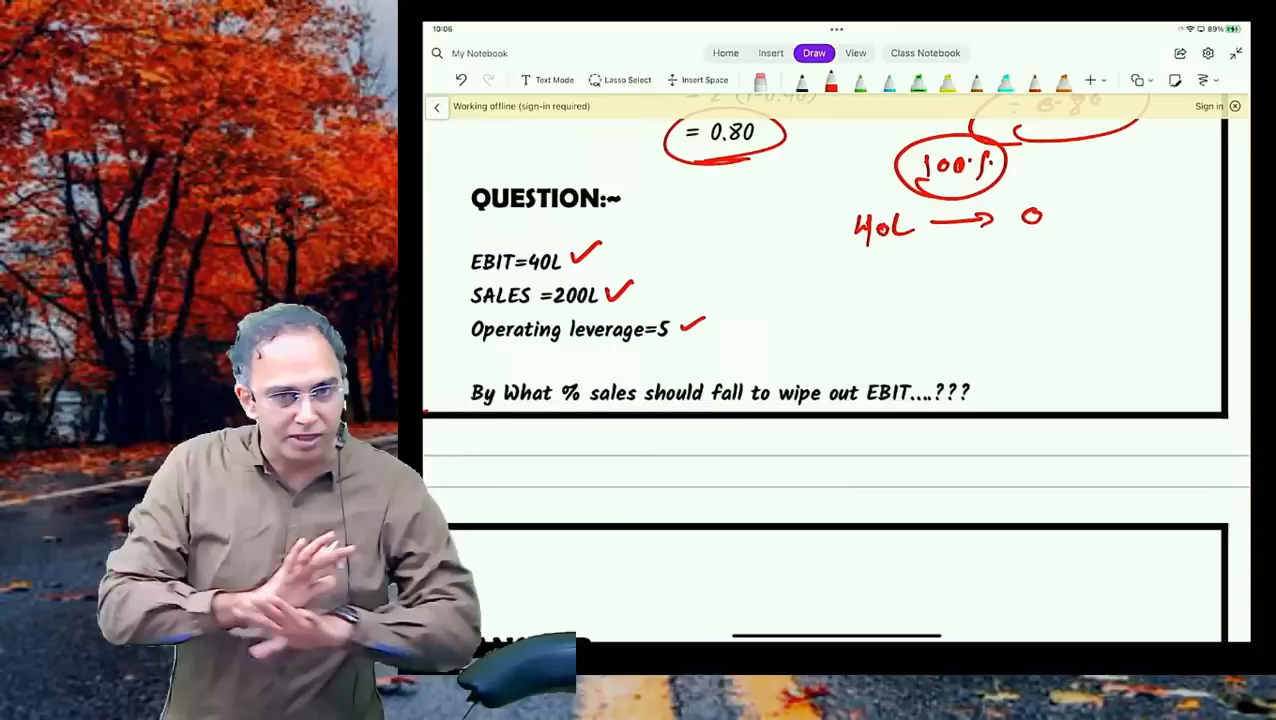 10:06
89%
My Notebook
Home Insert Draw View Class Notebook
Text Mode Lasso Select Insert Space
Working offline (sign-in required) Sign in
= 0.80
100%
QUESTION:~
40L → 0
EBIT=40L ✓
SALES =200L ✓
Operating leverage=5 ✓
By What % sales should fall to wipe out EBIT....???